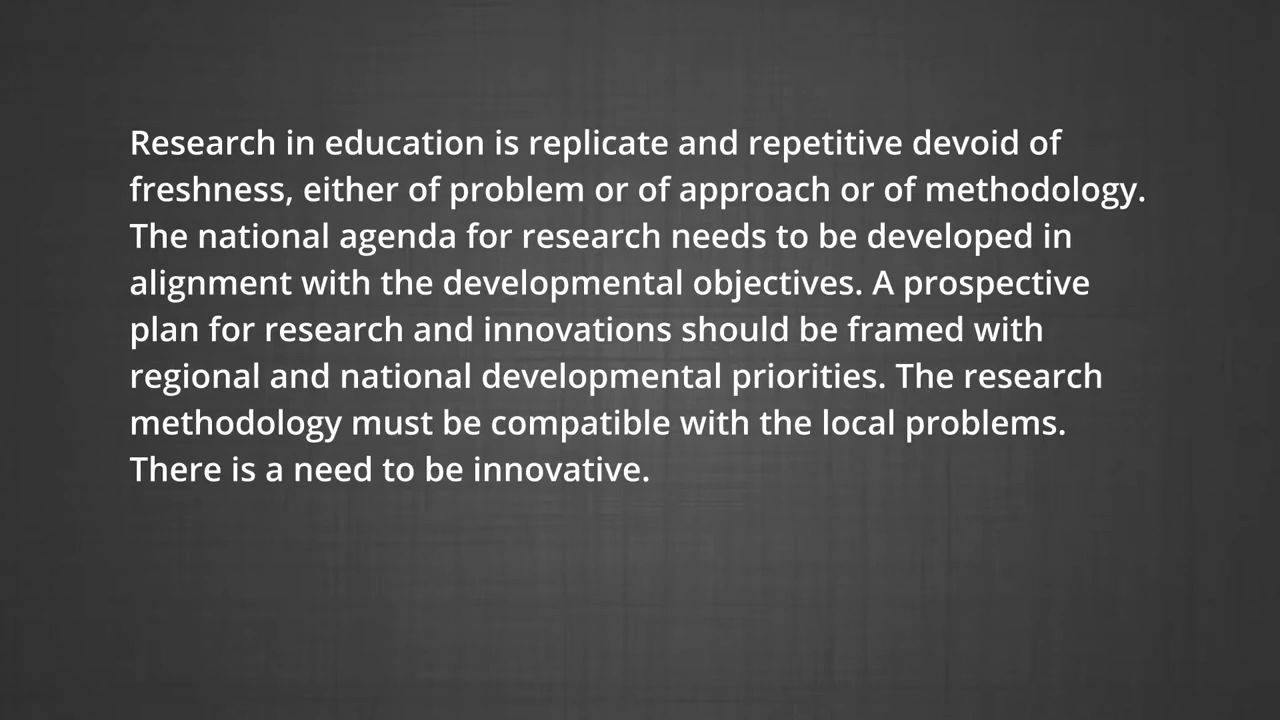 Research in education is replicate and repetitive devoid of
freshness, either of problem or of approach or of methodology.
The national agenda for research needs to be developed in
alignment with the developmental objectives. A prospective
plan for research and innovations should be framed with
regional and national developmental priorities. The research
methodology must be compatible with the local problems.
There is a need to be innovative.